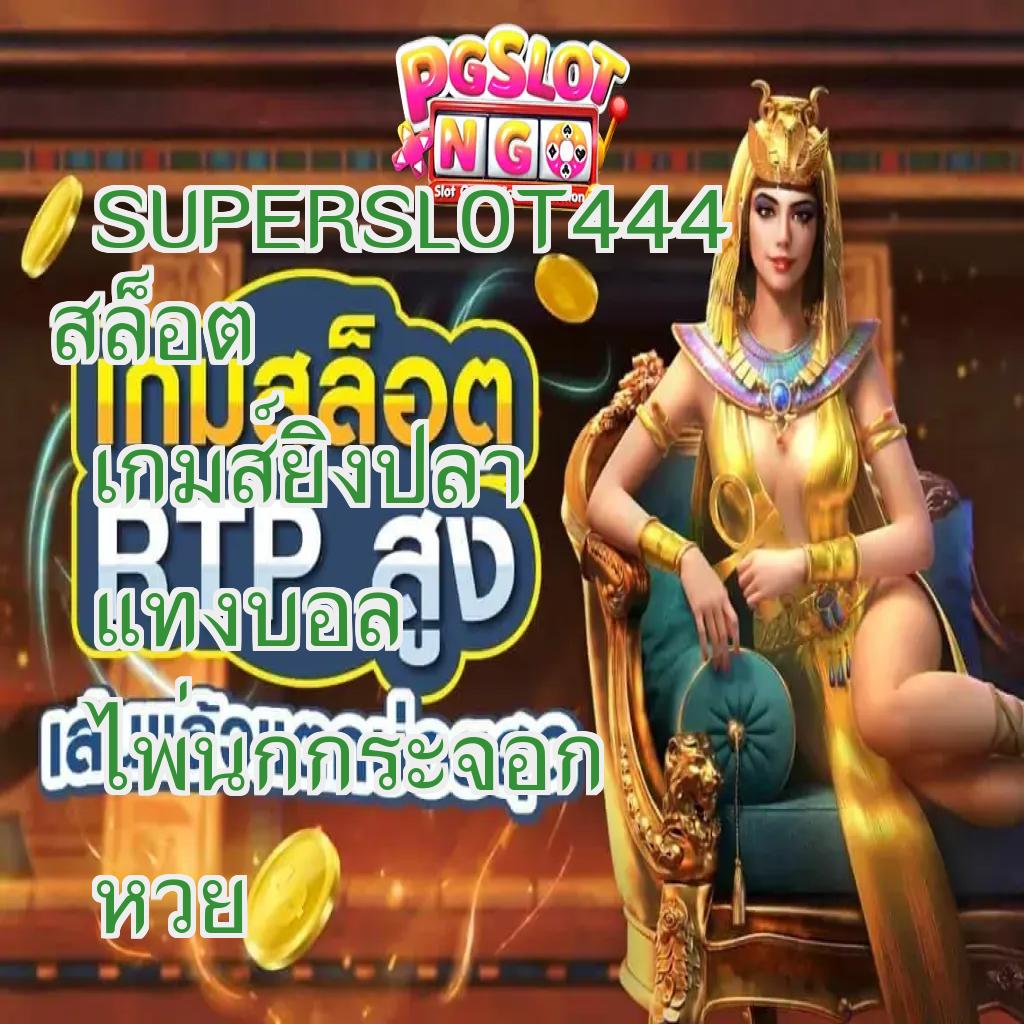 PGSLOT
NGO
Slot
SUPERSLOT444
สล็อต
เกมสล็อต
เกมส์ยิงปลา
RTP สูง
แทงบอล
ไพ่นกกระจอก
หวย